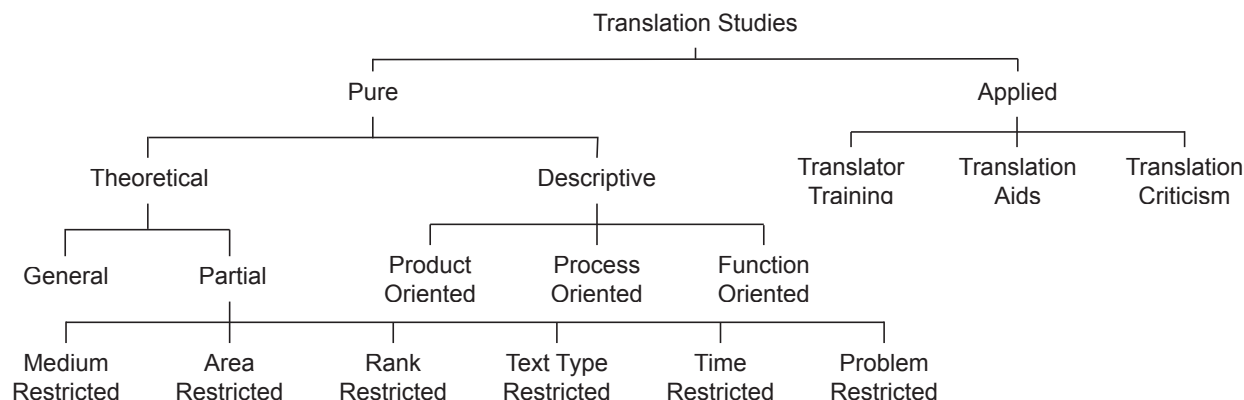 Translation Studies
Pure
Applied
Theoretical
Descriptive
Translator
Training
Translation
Aids
Translation
Criticism
General
Partial
Product
Oriented
Process
Oriented
Function
Oriented
Medium
Restricted
Area
Restricted
Rank
Restricted
Text Type
Restricted
Time
Restricted
Problem
Restricted